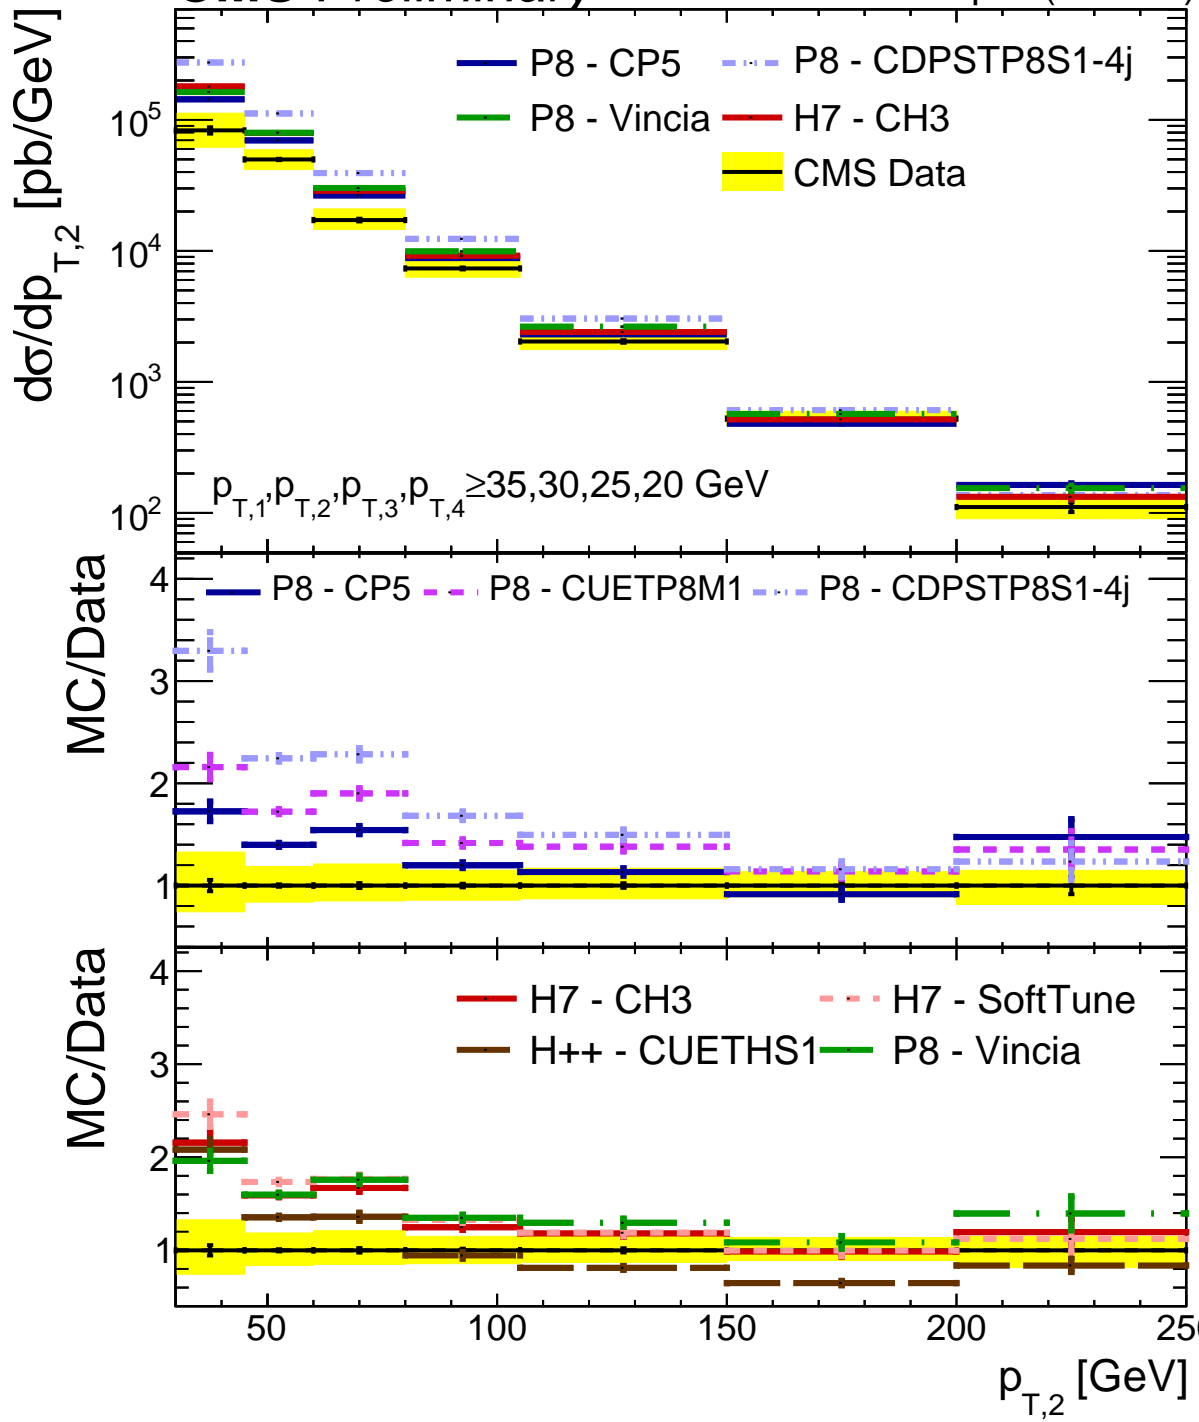 dσ/dp_T,2 [pb/GeV]
P8 - CP5
P8 - CDPSTP8S1-4j
P8 - Vincia
H7 - CH3
CMS Data
10^5
10^4
10^3
10^2
p_T,1,p_T,2,p_T,3,p_T,4≥35,30,25,20 GeV
MC/Data
P8 - CP5
P8 - CUETP8M1
P8 - CDPSTP8S1-4j
4
3
2
1
MC/Data
H7 - CH3
H7 - SoftTune
H++ - CUETHS1
P8 - Vincia
4
3
2
1
50
100
150
200
p_T,2 [GeV]